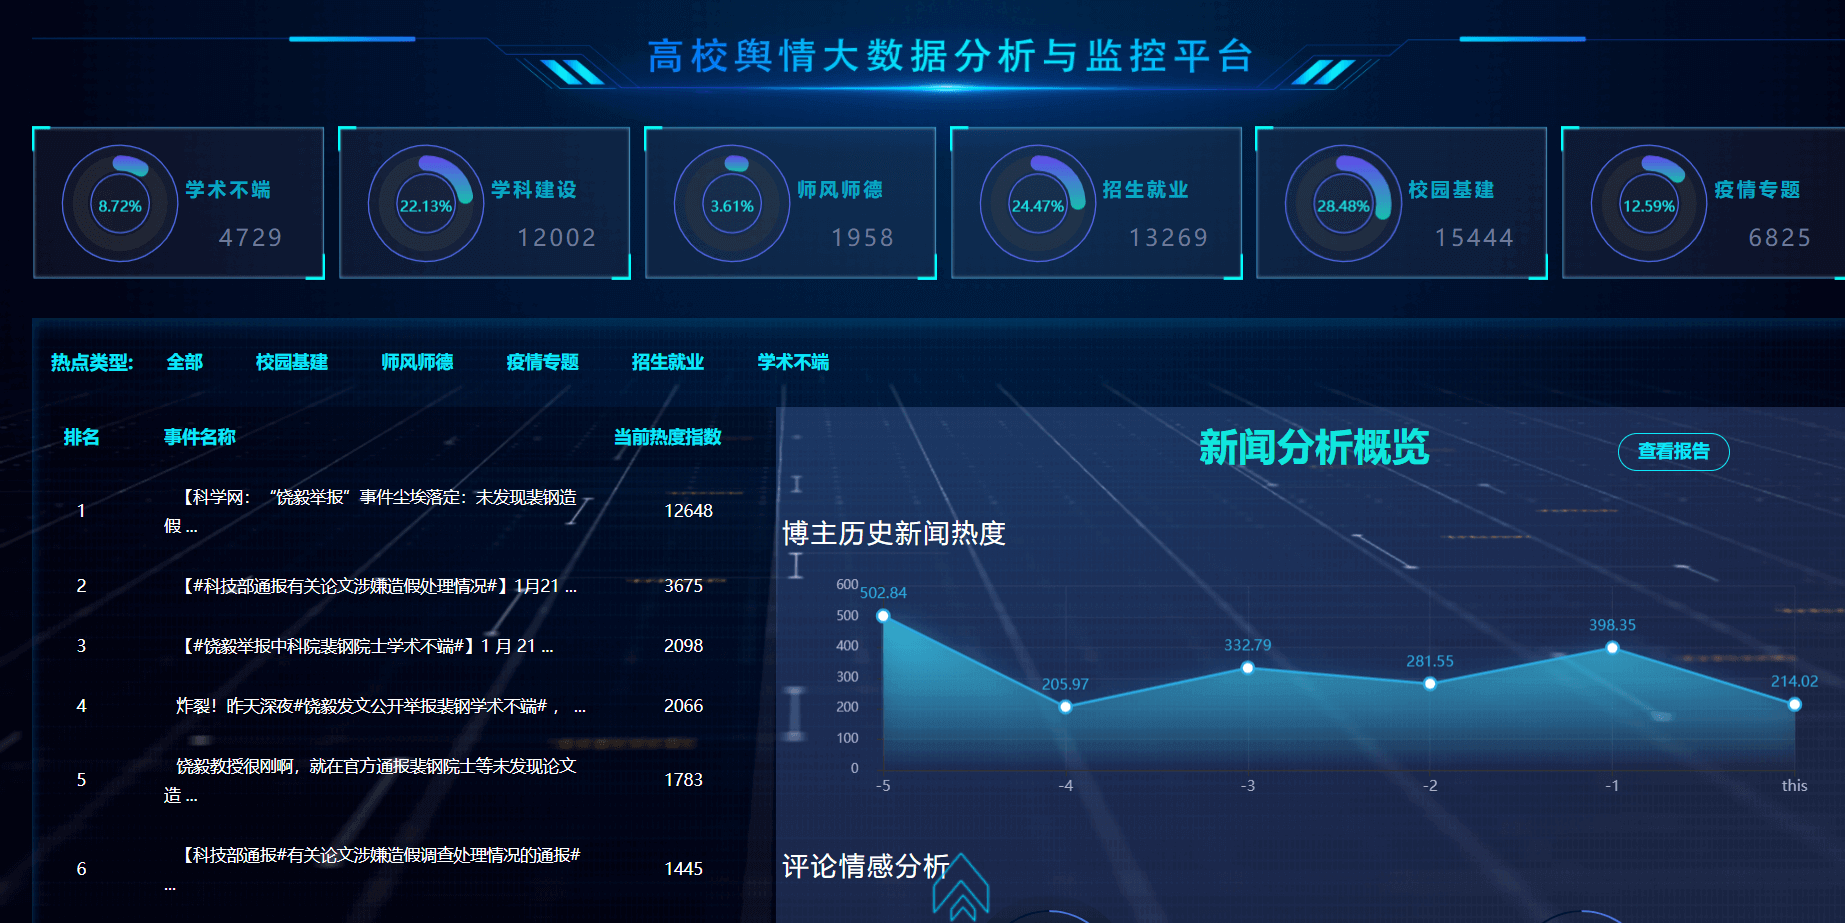 高校舆情大数据分析与监控平台
8.72%
学术不端
4729
22.13%
学科建设
12002
3.61%
师风师德
1958
24.47%
招生就业
13269
28.48%
校园基建
15444
12.59%
疫情专题
6825
热点类型: 全部 校园基建 师风师德 疫情专题 招生就业 学术不端
排名 事件名称 当前热度指数
1 【科学网：“饶毅举报”事件尘埃落定：未发现裴钢造
假 ... 12648
2 【#科技部通报有关论文涉嫌造假处理情况#】1月21 ... 3675
3 【#饶毅举报中科院裴钢院士学术不端#】1 月 21 ... 2098
4 炸裂！昨天深夜#饶毅发文公开举报裴钢学术不端# ， ... 2066
5 饶毅教授很刚啊，就在官方通报裴钢院士等未发现论文
造 ... 1783
6 【科技部通报#有关论文涉嫌造假调查处理情况的通报#
... 1445
新闻分析概览
查看报告
博主历史新闻热度
600
500
400
300
200
100
0
502.84
205.97
332.79
281.55
398.35
214.02
-5 -4 -3 -2 -1 this
评论情感分析